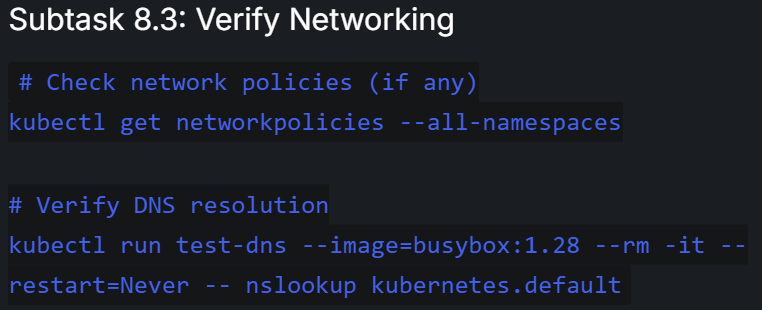 Subtask 8.3: Verify Networking
# Check network policies (if any)
kubectl get networkpolicies --all-namespaces
# Verify DNS resolution
kubectl run test-dns --image=busybox:1.28 --rm -it --
restart=Never -- nslookup kubernetes.default